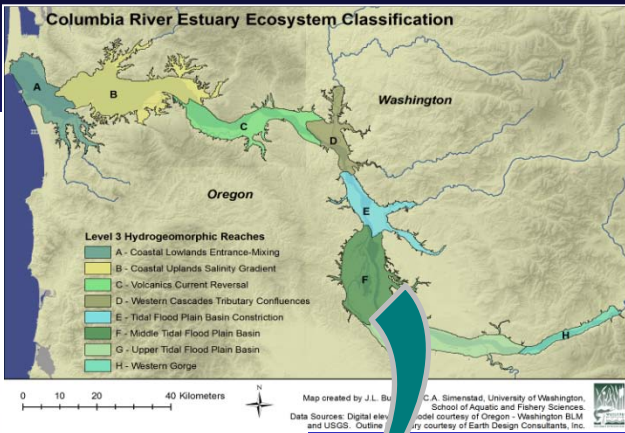 Columbia River Estuary Ecosystem Classification
A
B
Washington
C
D
Oregon
E
Level 3 Hydrogeomorphic Reaches
A - Coastal Lowlands Entrance-Mixing
B - Coastal Uplands Salinity Gradient
C - Volcanics Current Reversal
D - Western Cascades Tributary Confluences
E - Tidal Flood Plain Basin Constriction
F - Middle Tidal Flood Plain Basin
G - Upper Tidal Flood Plain Basin
H - Western Gorge
F
H
0 10 20 40 Kilometers
N
Map created by J.L. C.A. Simenstad, University of Washington,
School of Aquatic and Fishery Sciences.
Data Sources: Digital courtesy of Oregon - Washington BLM
and USGS. Outline courtesy of Earth Design Consultants, Inc.